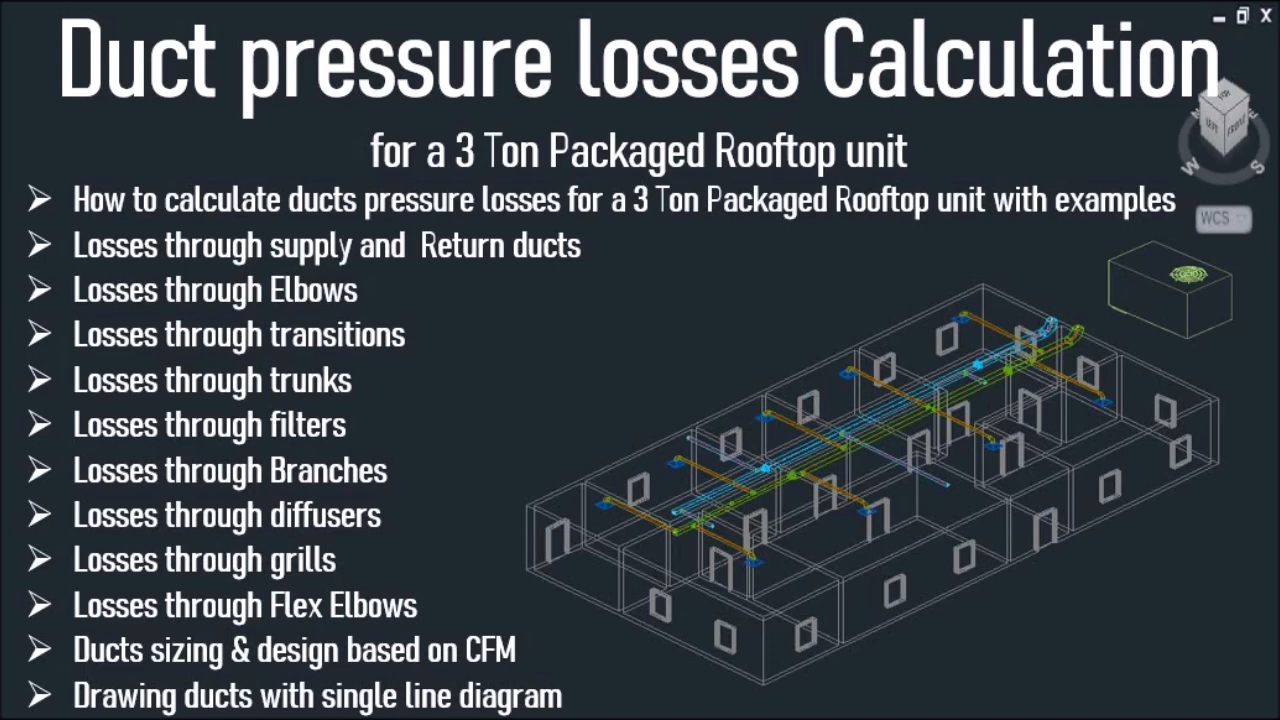 Duct pressure losses Calculation
for a 3 Ton Packaged Rooftop unit
➢ How to calculate ducts pressure losses for a 3 Ton Packaged Rooftop unit with examples
➢ Losses through supply and Return ducts
➢ Losses through Elbows
➢ Losses through transitions
➢ Losses through trunks
➢ Losses through filters
➢ Losses through Branches
➢ Losses through diffusers
➢ Losses through grills
➢ Losses through Flex Elbows
➢ Ducts sizing & design based on CFM
➢ Drawing ducts with single line diagram
TOP
N E
LEFT FRONT
W S
WCS